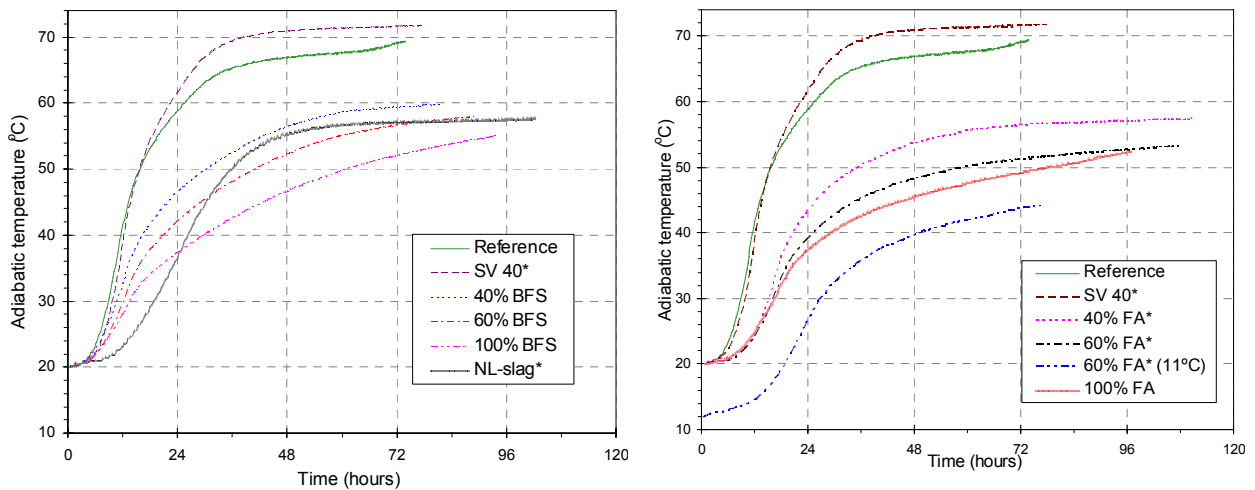 Adiabatic temperature (ºC)
70
60
50
40
30
20
10
0
24
48
72
96
120
Time (hours)
Reference
SV 40*
40% BFS
60% BFS
100% BFS
NL-slag*
Adiabatic temperature (ºC)
70
60
50
40
30
20
10
0
24
48
72
96
120
Time (hours)
Reference
SV 40*
40% FA*
60% FA*
60% FA* (11ºC)
100% FA